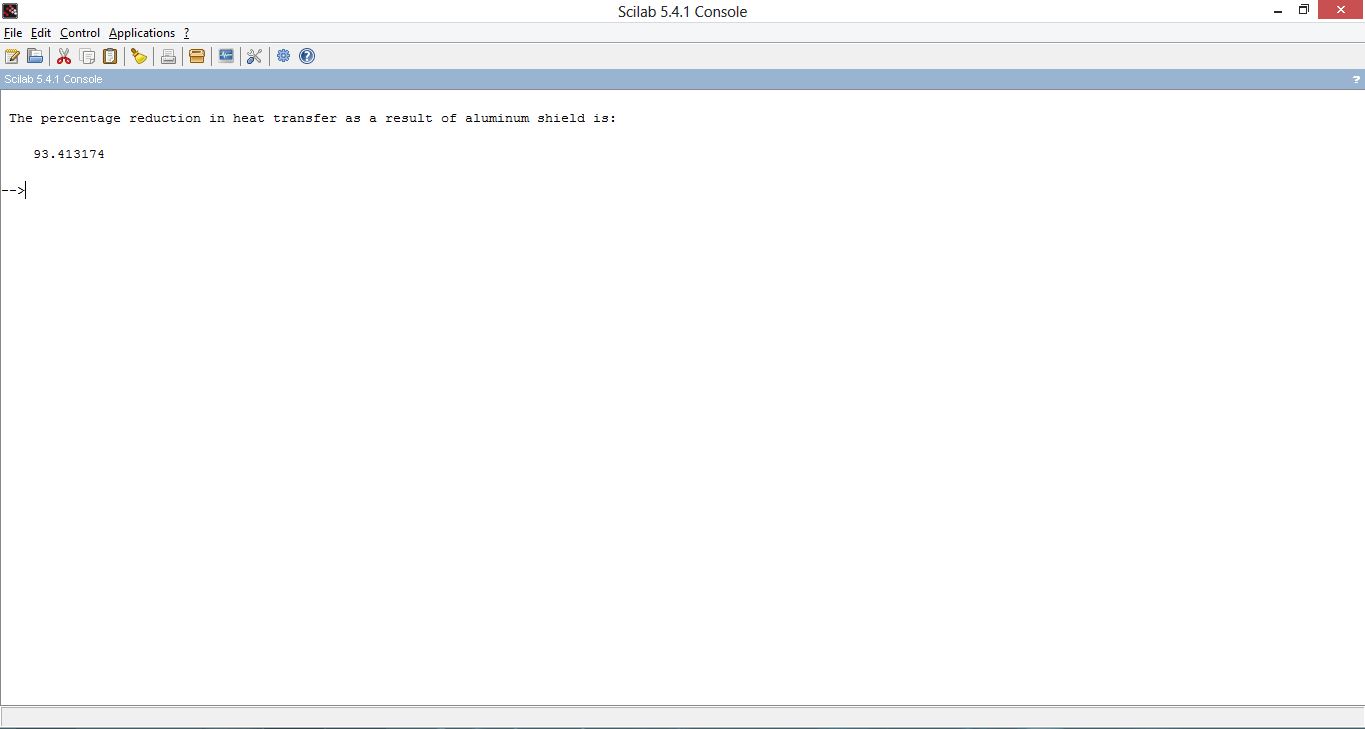 Scilab 5.4.1 Console
File Edit Control Applications ?
Scilab 5.4.1 Console ?
The percentage reduction in heat transfer as a result of aluminum shield is:
93.413174
-->